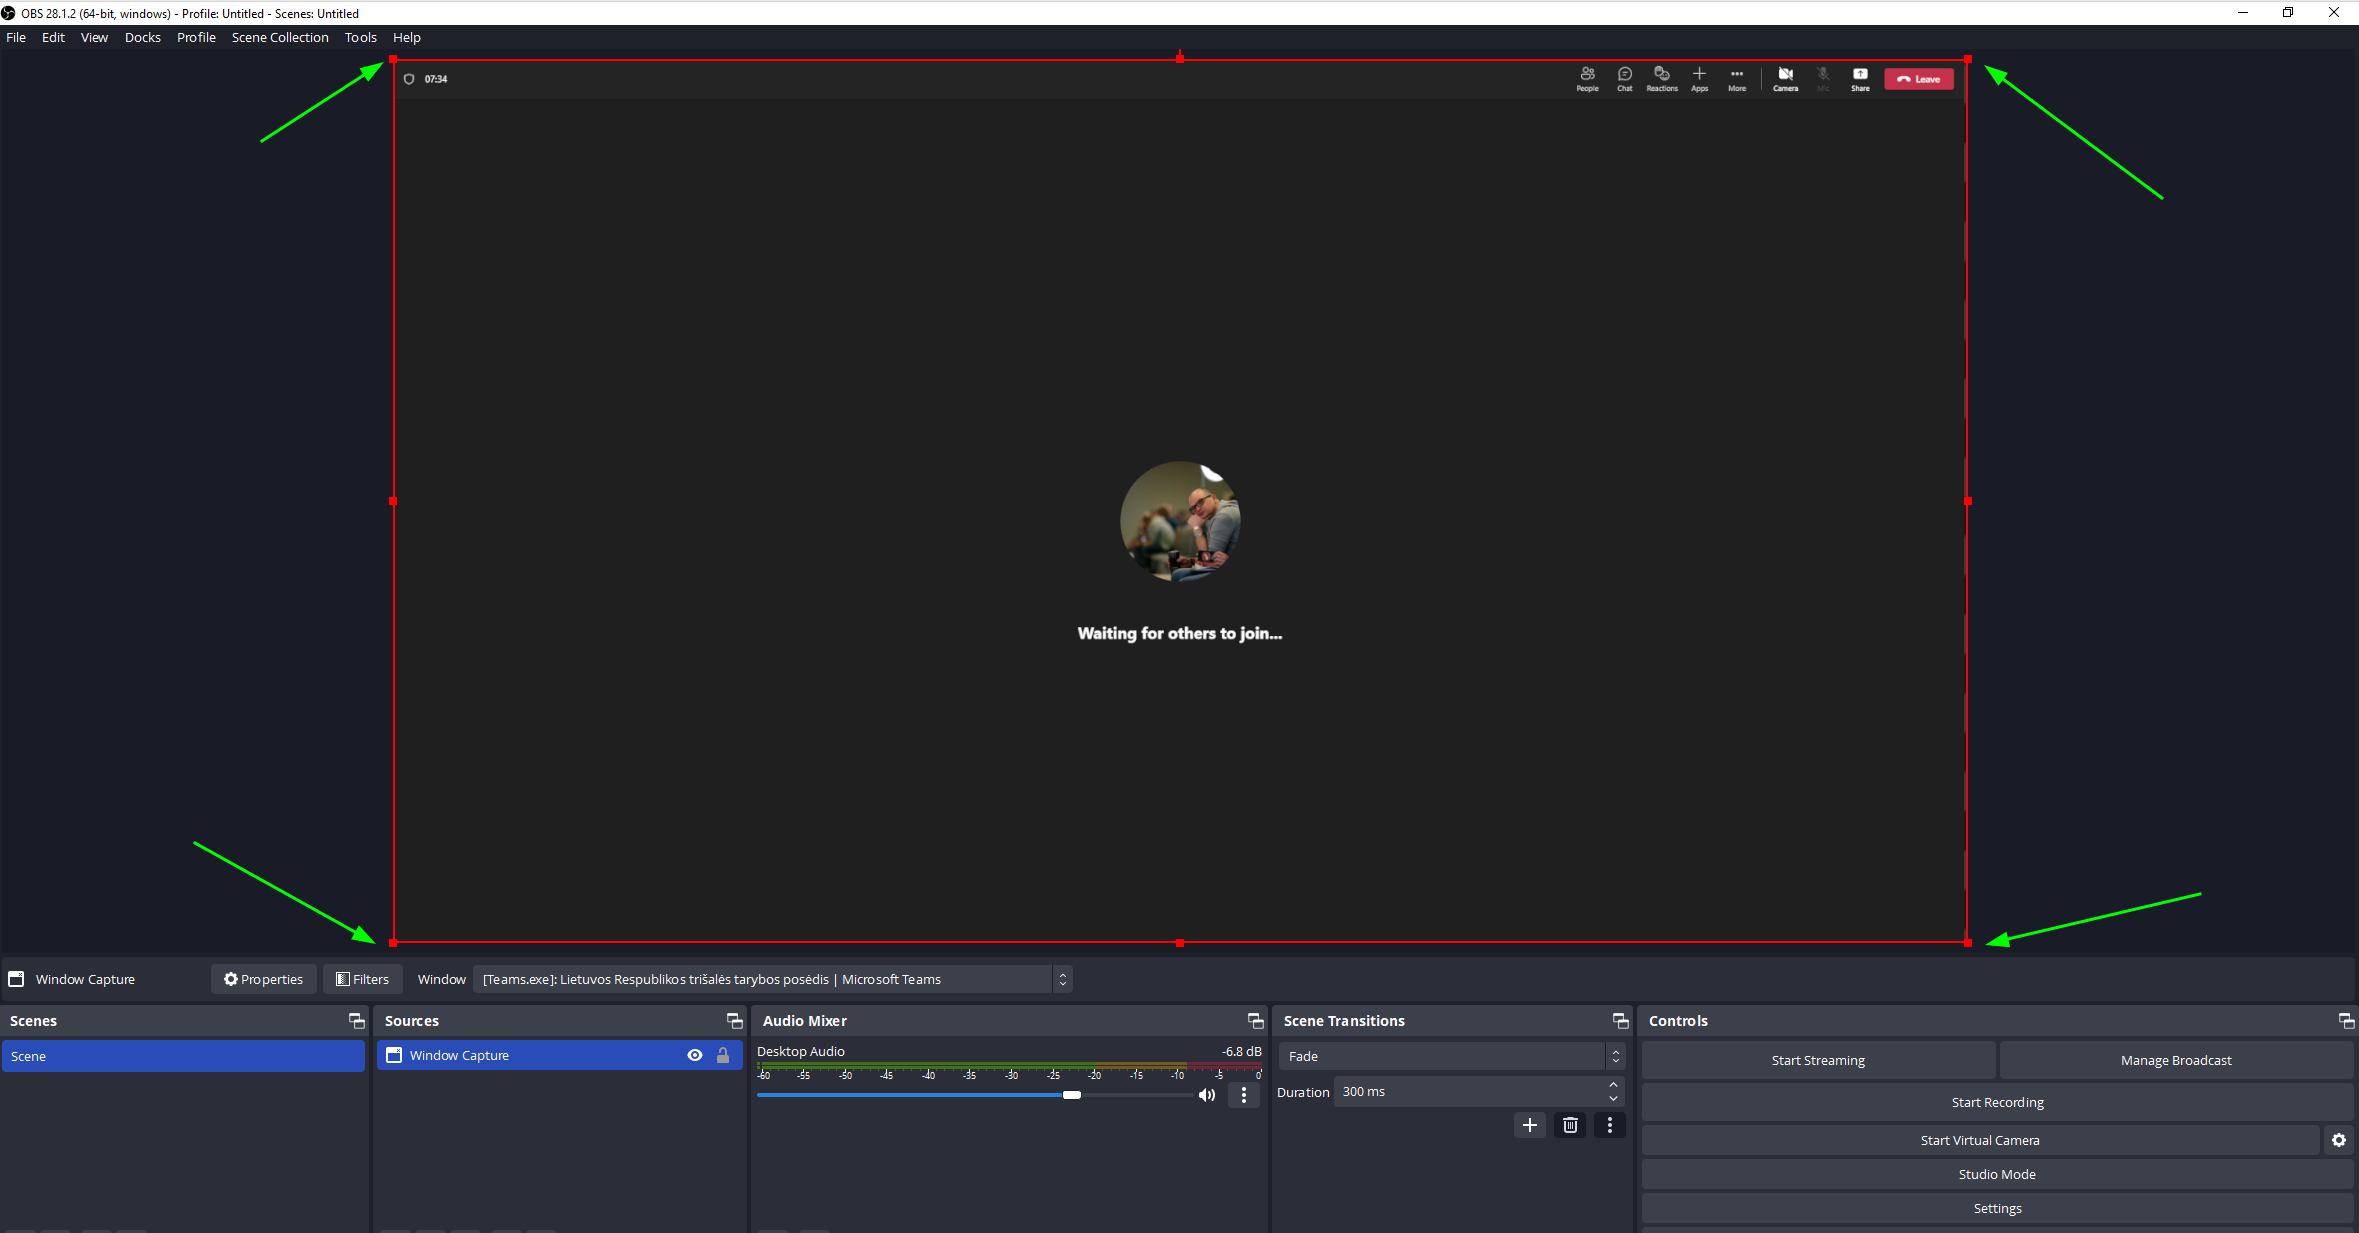 OBS 28.1.2 (64-bit, windows) - Profile: Untitled - Scenes: Untitled
File Edit View Docks Profile Scene Collection Tools Help
07:34
People Chat Reactions Apps More Camera Mic Share Leave
Waiting for others to join...
Window Capture Properties Filters Window [Teams.exe]: Lietuvos Respublikos trišalės tarybos posėdis | Microsoft Teams
Scenes Sources Audio Mixer Scene Transitions Controls
Scene
Window Capture
Desktop Audio -6.8 dB
-60 -55 -50 -45 -40 -35 -30 -25 -20 -15 -10 -5 0
Fade
Duration 300 ms
Start Streaming Manage Broadcast
Start Recording
Start Virtual Camera
Studio Mode
Settings